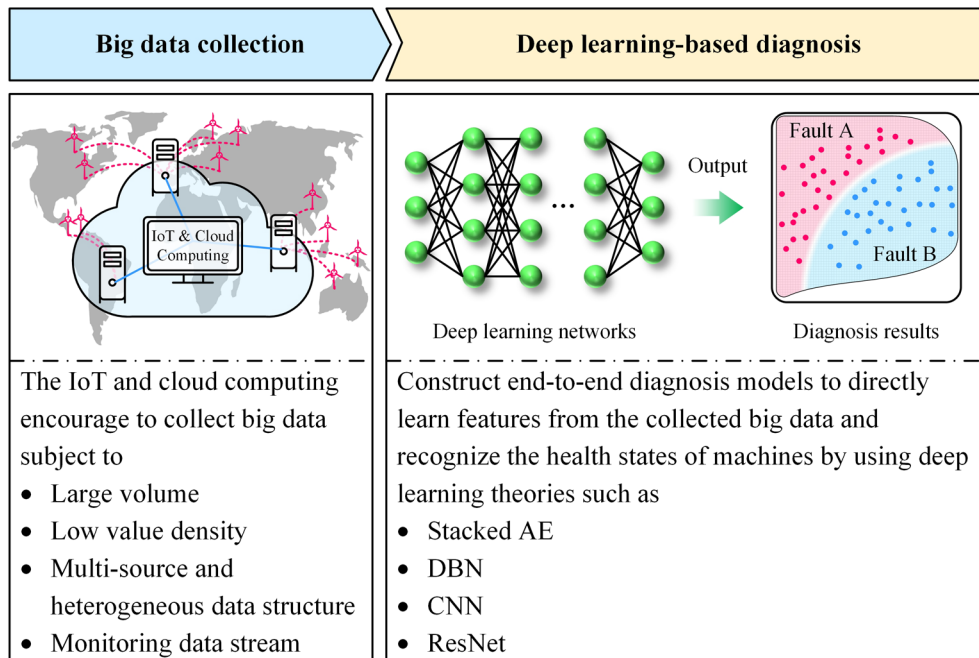 Big data collection
Deep learning-based diagnosis
IoT & Cloud
Computing
Fault A
Output
...
Fault B
Deep learning networks
Diagnosis results
The IoT and cloud computing
encourage to collect big data
subject to
• Large volume
• Low value density
• Multi-source and
heterogeneous data structure
• Monitoring data stream
Construct end-to-end diagnosis models to directly
learn features from the collected big data and
recognize the health states of machines by using deep
learning theories such as
• Stacked AE
• DBN
• CNN
• ResNet